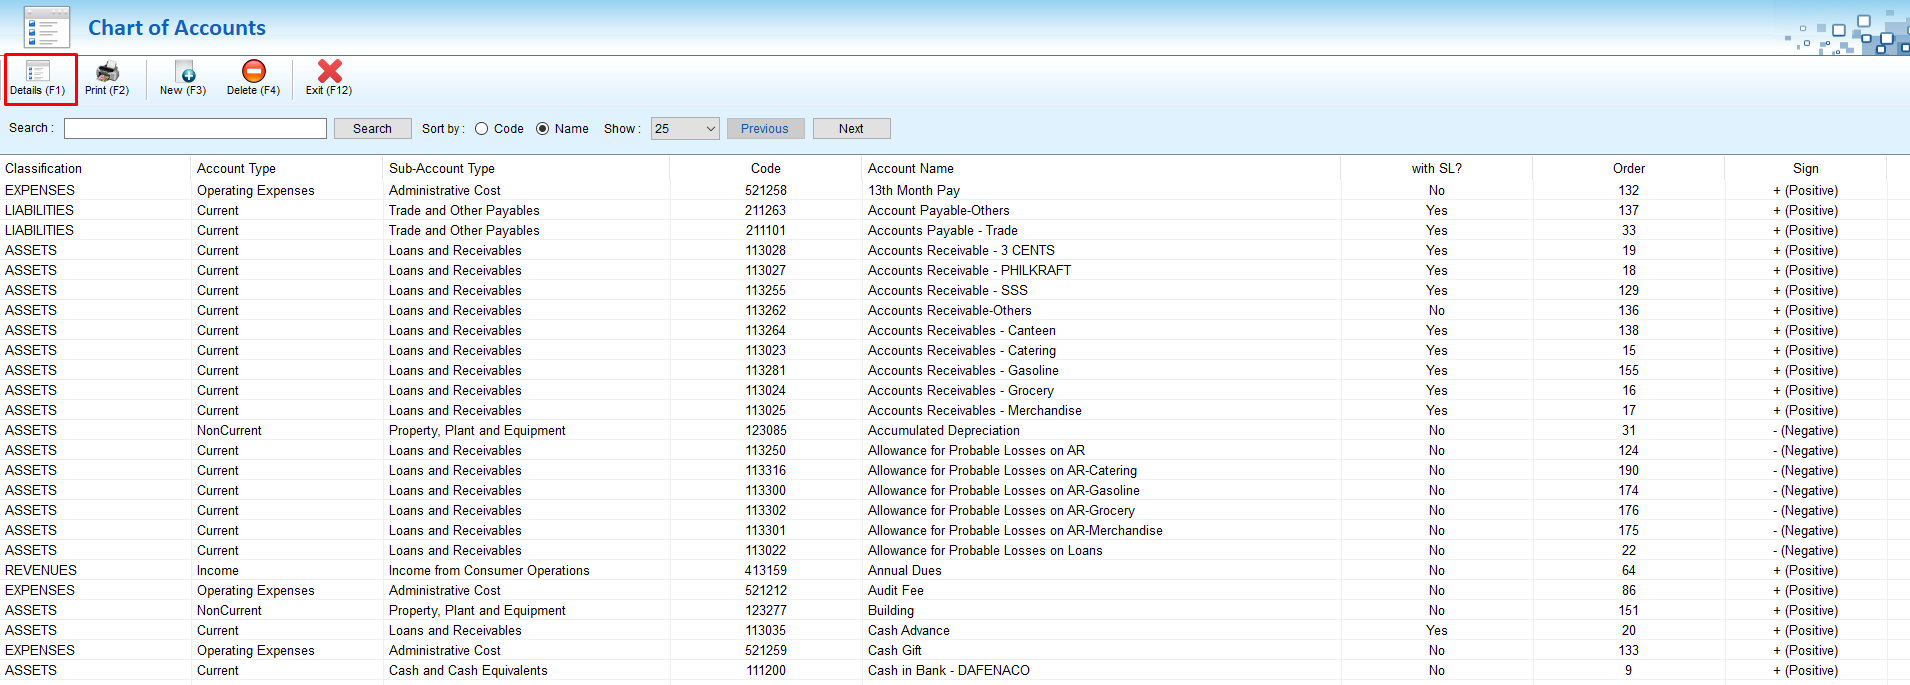 Chart of Accounts
Details (F1) Print (F2) New (F3) Delete (F4) Exit (F12)
Search : Search Sort by : Code Name Show : 25 Previous Next
Classification Account Type Sub-Account Type Code Account Name with SL? Order Sign
EXPENSES Operating Expenses Administrative Cost 521258 13th Month Pay No 132 + (Positive)
LIABILITIES Current Trade and Other Payables 211263 Account Payable-Others Yes 137 + (Positive)
LIABILITIES Current Trade and Other Payables 211101 Accounts Payable - Trade Yes 33 + (Positive)
ASSETS Current Loans and Receivables 113028 Accounts Receivable - 3 CENTS Yes 19 + (Positive)
ASSETS Current Loans and Receivables 113027 Accounts Receivable - PHILKRAFT Yes 18 + (Positive)
ASSETS Current Loans and Receivables 113255 Accounts Receivable - SSS Yes 129 + (Positive)
ASSETS Current Loans and Receivables 113262 Accounts Receivable-Others No 136 + (Positive)
ASSETS Current Loans and Receivables 113264 Accounts Receivables - Canteen Yes 138 + (Positive)
ASSETS Current Loans and Receivables 113023 Accounts Receivables - Catering Yes 15 + (Positive)
ASSETS Current Loans and Receivables 113281 Accounts Receivables - Gasoline Yes 155 + (Positive)
ASSETS Current Loans and Receivables 113024 Accounts Receivables - Grocery Yes 16 + (Positive)
ASSETS Current Loans and Receivables 113025 Accounts Receivables - Merchandise Yes 17 + (Positive)
ASSETS NonCurrent Property, Plant and Equipment 123085 Accumulated Depreciation No 31 - (Negative)
ASSETS Current Loans and Receivables 113250 Allowance for Probable Losses on AR No 124 - (Negative)
ASSETS Current Loans and Receivables 113316 Allowance for Probable Losses on AR-Catering No 190 - (Negative)
ASSETS Current Loans and Receivables 113300 Allowance for Probable Losses on AR-Gasoline No 174 - (Negative)
ASSETS Current Loans and Receivables 113302 Allowance for Probable Losses on AR-Grocery No 176 - (Negative)
ASSETS Current Loans and Receivables 113301 Allowance for Probable Losses on AR-Merchandise No 175 - (Negative)
ASSETS Current Loans and Receivables 113022 Allowance for Probable Losses on Loans No 22 - (Negative)
REVENUES Income Income from Consumer Operations 413159 Annual Dues No 64 + (Positive)
EXPENSES Operating Expenses Administrative Cost 521212 Audit Fee No 86 + (Positive)
ASSETS NonCurrent Property, Plant and Equipment 123277 Building No 151 + (Positive)
ASSETS Current Loans and Receivables 113035 Cash Advance Yes 20 + (Positive)
EXPENSES Operating Expenses Administrative Cost 521259 Cash Gift No 133 + (Positive)
ASSETS Current Cash and Cash Equivalents 111200 Cash in Bank - DAFENACO No 9 + (Positive)